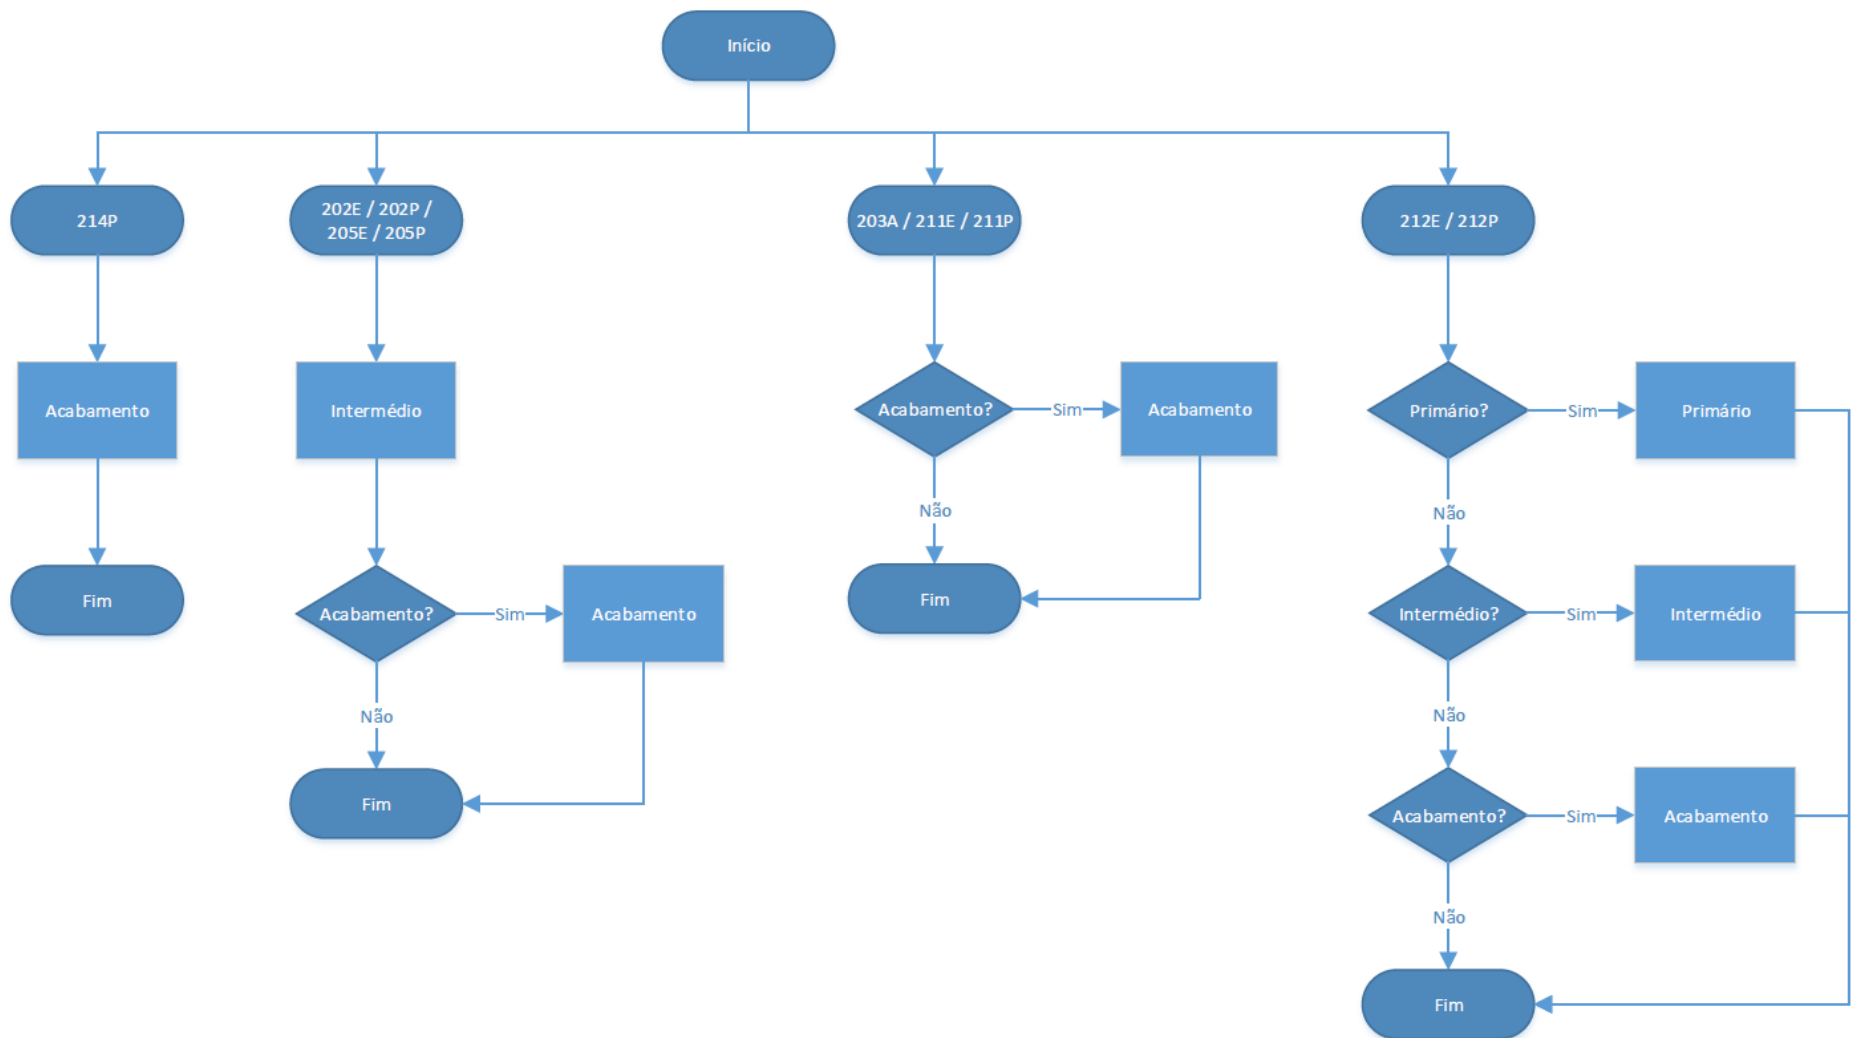 Início
214P
202E / 202P /
205E / 205P
203A / 211E / 211P
212E / 212P
Acabamento
Intermédio
Acabamento?
Sim
Acabamento
Primário?
Sim
Primário
Não
Não
Fim
Acabamento?
Sim
Acabamento
Fim
Intermédio?
Sim
Intermédio
Não
Não
Fim
Acabamento?
Sim
Acabamento
Não
Fim